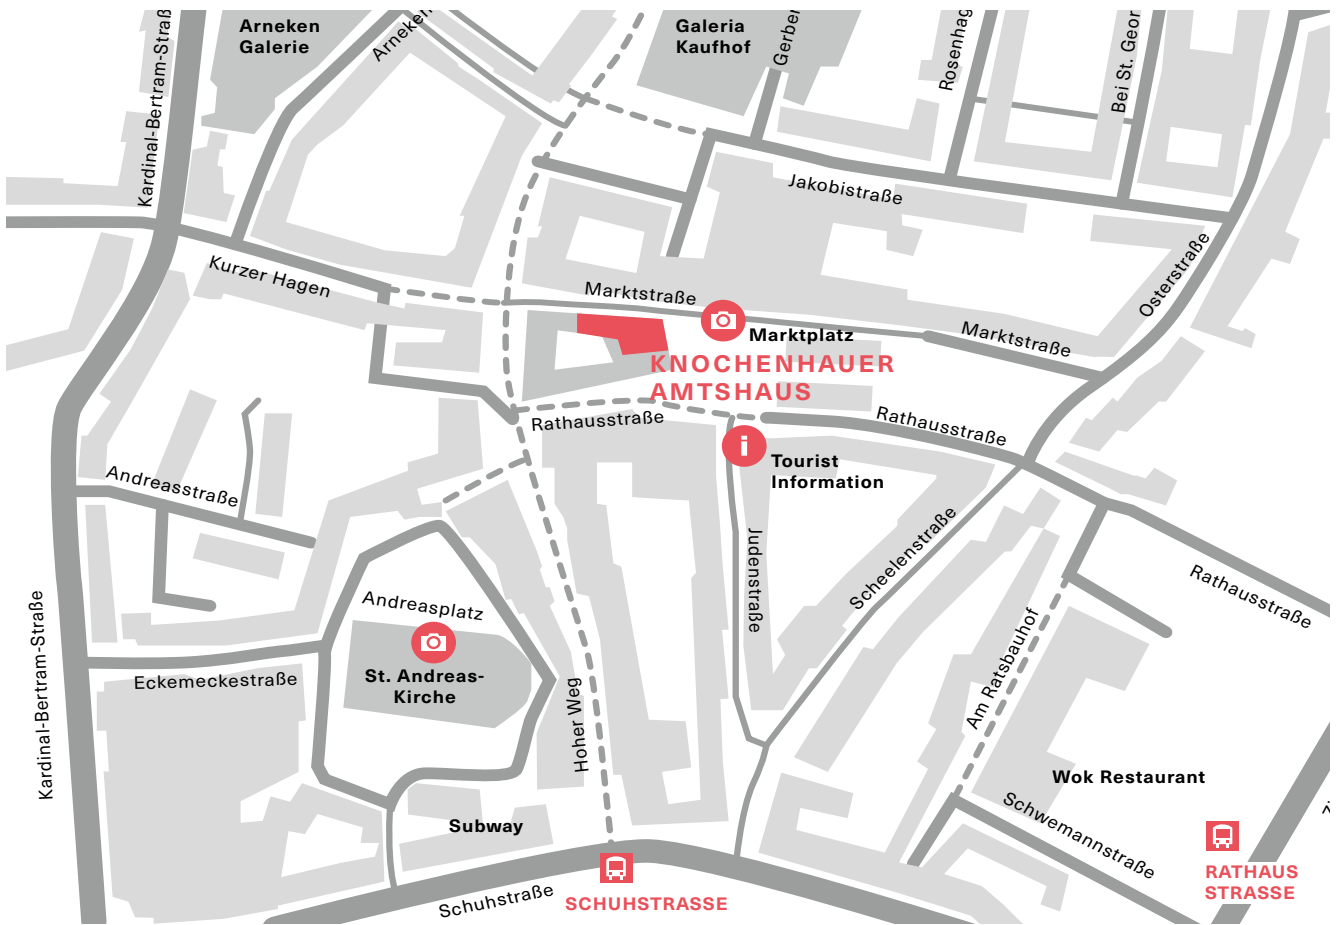 Arneken
Galerie
Arneken
Galeria
Kaufhof
Gerber
Rosenhag
Bei St. Geor
Kardinal-Bertram-Straß
Jakobistraße
Osterstraße
Kurzer Hagen
Marktstraße
Marktplatz
Marktstraße
KNOCHENHAUER
AMTSHAUS
Rathausstraße
Rathausstraße
i
Tourist
Information
Andreasstraße
Judenstraße
Scheelenstraße
Rathausstraße
Andreasplatz
St. Andreas-
Kirche
Eckemeckestraße
Kardinal-Bertram-Straße
Hoher Weg
Am Ratsbauhof
Wok Restaurant
Schwemannstraße
Subway
RATHAUS
STRASSE
Schuhstraße
SCHUHSTRASSE